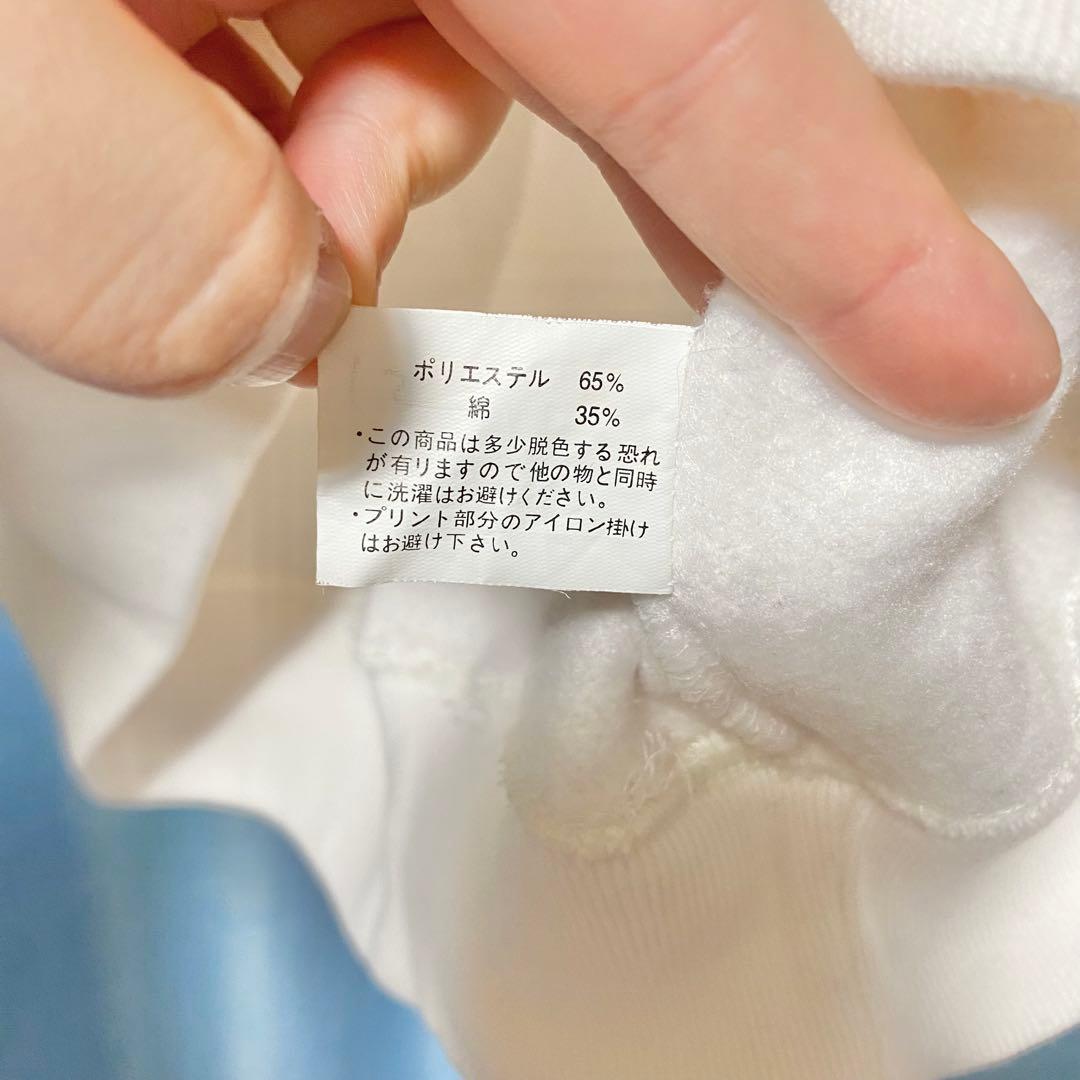 ポリエステル 65%
綿 35%
・この商品は多少脱色する恐れ
が有りますので他の物と同時
に洗濯はお避けください。
・プリント部分のアイロン掛け
はお避け下さい。